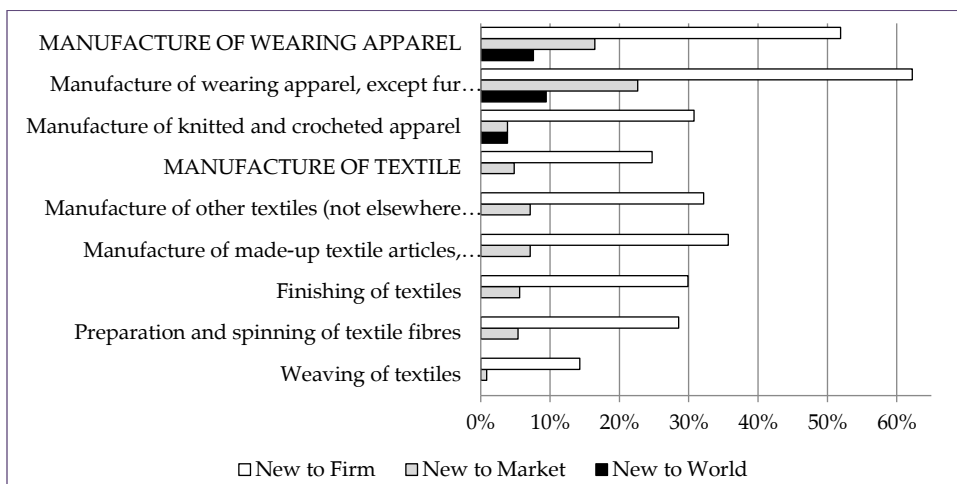 MANUFACTURE OF WEARING APPAREL
Manufacture of wearing apparel, except fur…
Manufacture of knitted and crocheted apparel
MANUFACTURE OF TEXTILE
Manufacture of other textiles (not elsewhere…
Manufacture of made-up textile articles,…
Finishing of textiles
Preparation and spinning of textile fibres
Weaving of textiles
0% 10% 20% 30% 40% 50% 60%
New to Firm New to Market New to World